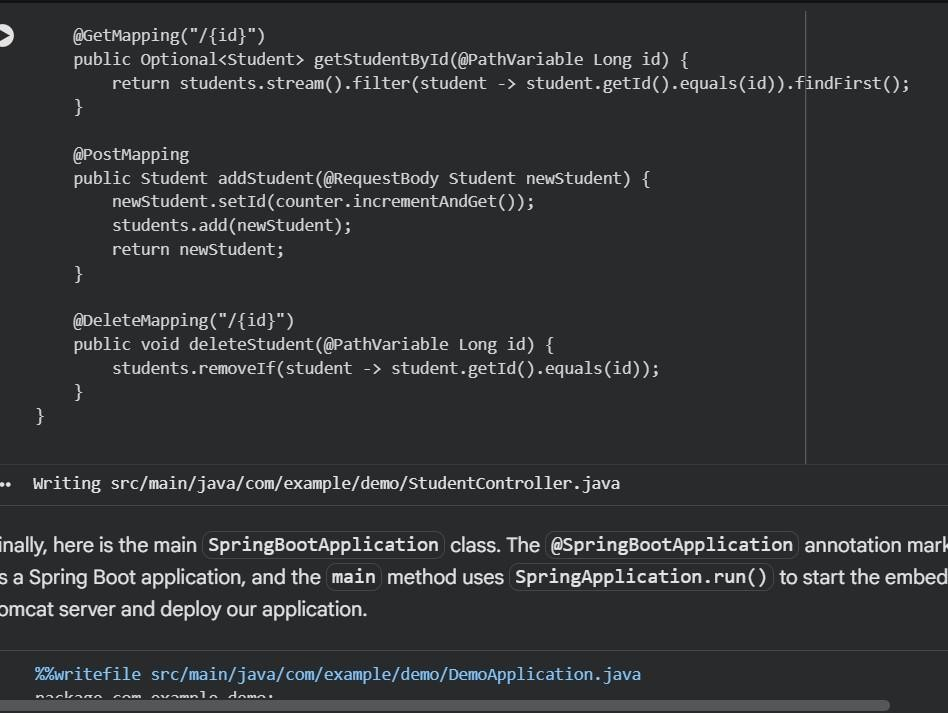 @GetMapping("/{id}")
public Optional<Student> getStudentById(@PathVariable Long id) {
return students.stream().filter(student -> student.getId().equals(id)).findFirst();
}
@PostMapping
public Student addStudent(@RequestBody Student newStudent) {
newStudent.setId(counter.incrementAndGet());
students.add(newStudent);
return newStudent;
}
@DeleteMapping("/{id}")
public void deleteStudent(@PathVariable Long id) {
students.removeIf(student -> student.getId().equals(id));
}
}
Writing src/main/java/com/example/demo/StudentController.java
inally, here is the main SpringBootApplication class. The @SpringBootApplication annotation mark
s a Spring Boot application, and the main method uses SpringApplication.run() to start the embed
omcat server and deploy our application.
%%writefile src/main/java/com/example/demo/DemoApplication.java
package com.example.demo;